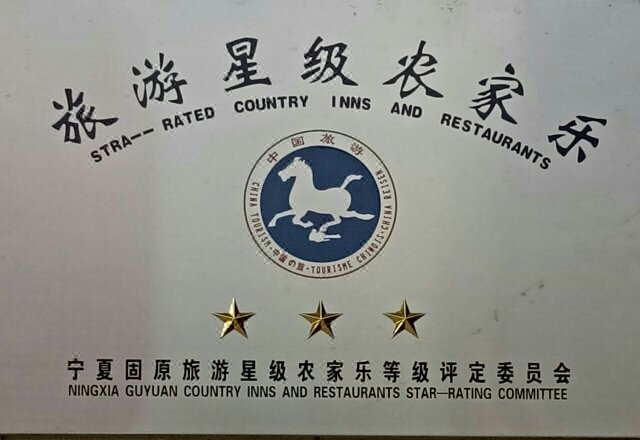 旅游星级农家乐
STRA-- RATED COUNTRY INNS AND RESTAURANTS
中国旅游
CHINA TOURISM·中国の旅·TOURISME CHINOIS·CHINA REISEN
宁夏固原旅游星级农家乐等级评定委员会
NINGXIA GUYUAN COUNTRY INNS AND RESTAURANTS STAR—RATING COMMITTEE